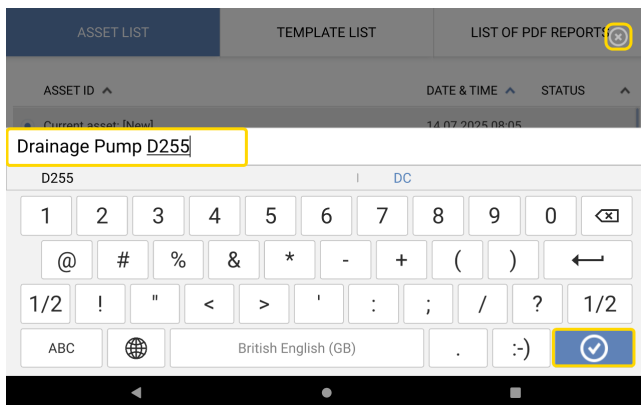 ASSET LIST TEMPLATE LIST LIST OF PDF REPORTS
ASSET ID DATE & TIME STATUS
Current asset: [New] 14.07.2025 08:05
Drainage Pump D255
D255 DC
1 2 3 4 5 6 7 8 9 0
@ # % & * - + ( )
1/2 ! " < > ' : ; / ? 1/2
ABC British English (GB) . :-)